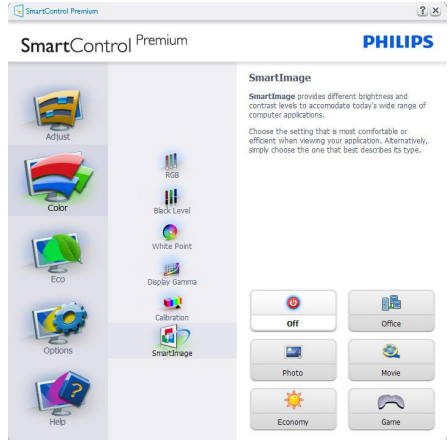 SmartControl Premium
SmartControl Premium
PHILIPS
Adjust
Color
Eco
Options
Help
RGB
Black Level
White Point
Display Gamma
Calibration
SmartImage
SmartImage
SmartImage provides different brightness and
contrast levels to accomodate today's wide range of
computer applications.
Choose the setting that is most comfortable or
efficient when viewing your application. Alternatively,
simply choose the one that best describes its type.
Off
Office
Photo
Movie
Economy
Game